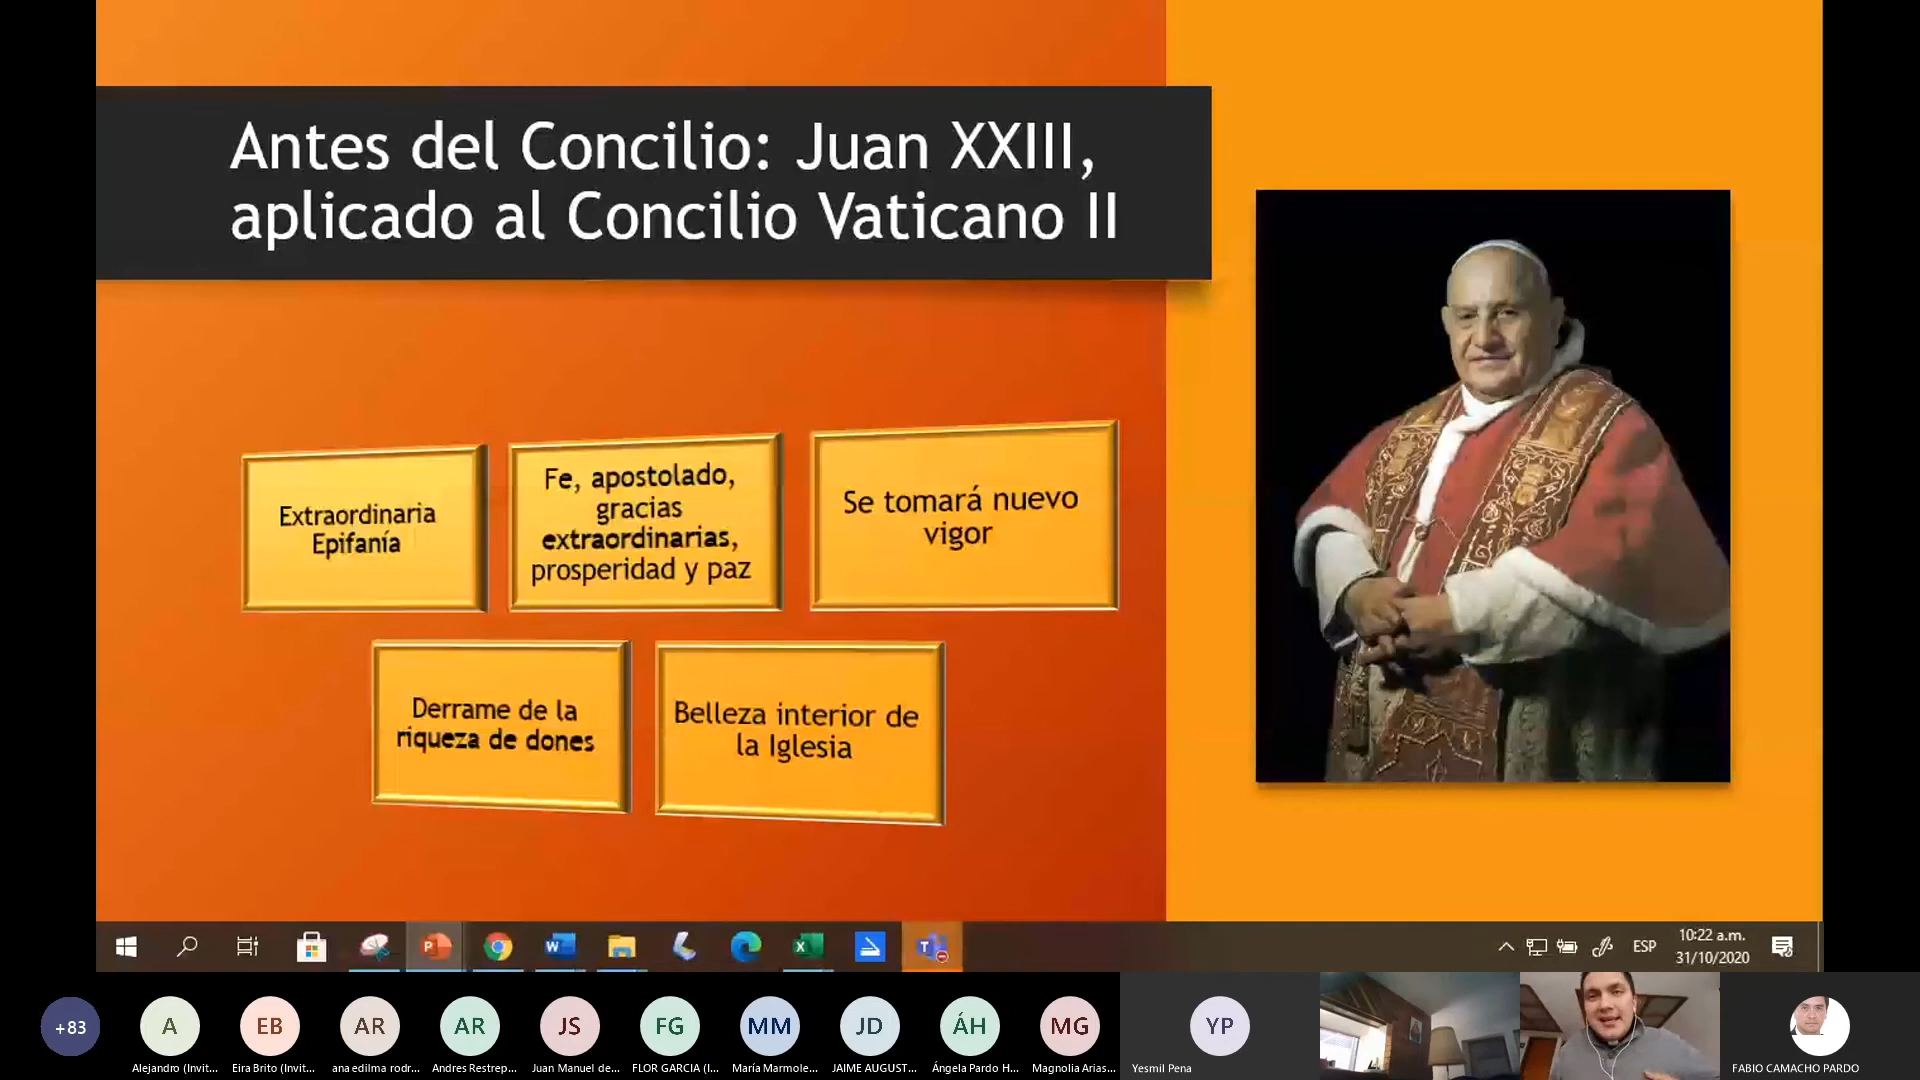 Antes del Concilio: Juan XXIII,
aplicado al Concilio Vaticano II
Extraordinaria
Epifanía
Fe, apostolado,
gracias
extraordinarias,
prosperidad y paz
Se tomará nuevo
vigor
Derrame de la
riqueza de dones
Belleza interior de
la Iglesia
P
W
X
T
ESP
10:22 a.m.
31/10/2020
+83
A
EB
AR
AR
JS
FG
MM
JD
ÁH
MG
YP
Alejandro (Invit...
Eira Brito (Invit...
ana edilma rodr...
Andres Restrep...
Juan Manuel de...
FLOR GARCIA (I...
María Marmole...
JAIME AUGUST...
Ángela Pardo H...
Magnolia Arias...
Yesmil Pena
FABIO CAMACHO PARDO